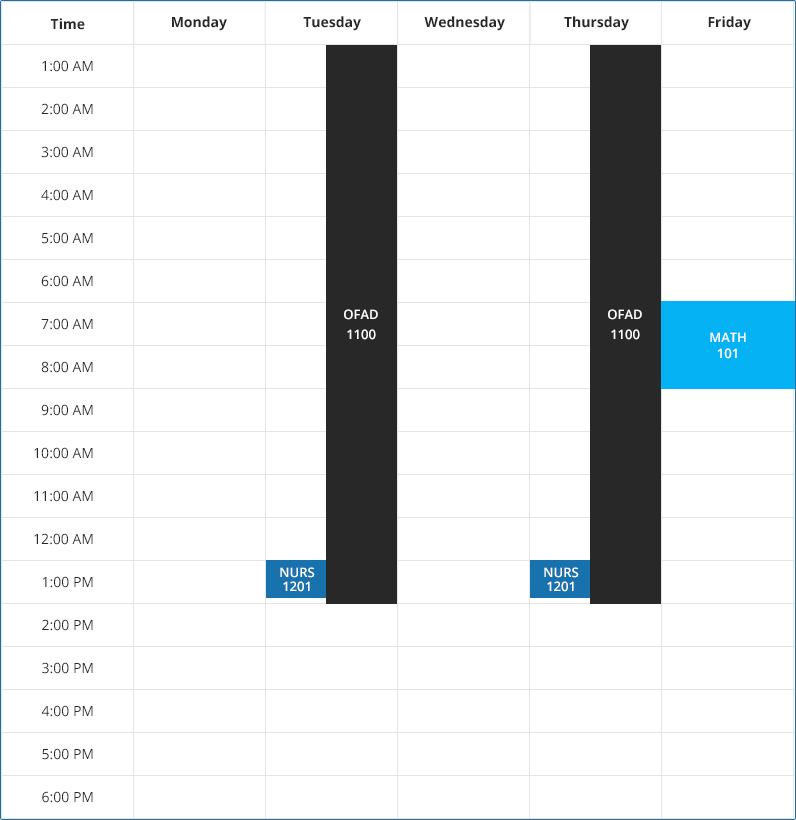 Time Monday Tuesday Wednesday Thursday Friday
1:00 AM
2:00 AM
3:00 AM
4:00 AM
5:00 AM
6:00 AM
OFAD OFAD
7:00 AM
1100 1100
MATH
101
8:00 AM
9:00 AM
10:00 AM
11:00 AM
12:00 AM
NURS NURS
1:00 PM
1201 1201
2:00 PM
3:00 PM
4:00 PM
5:00 PM
6:00 PM